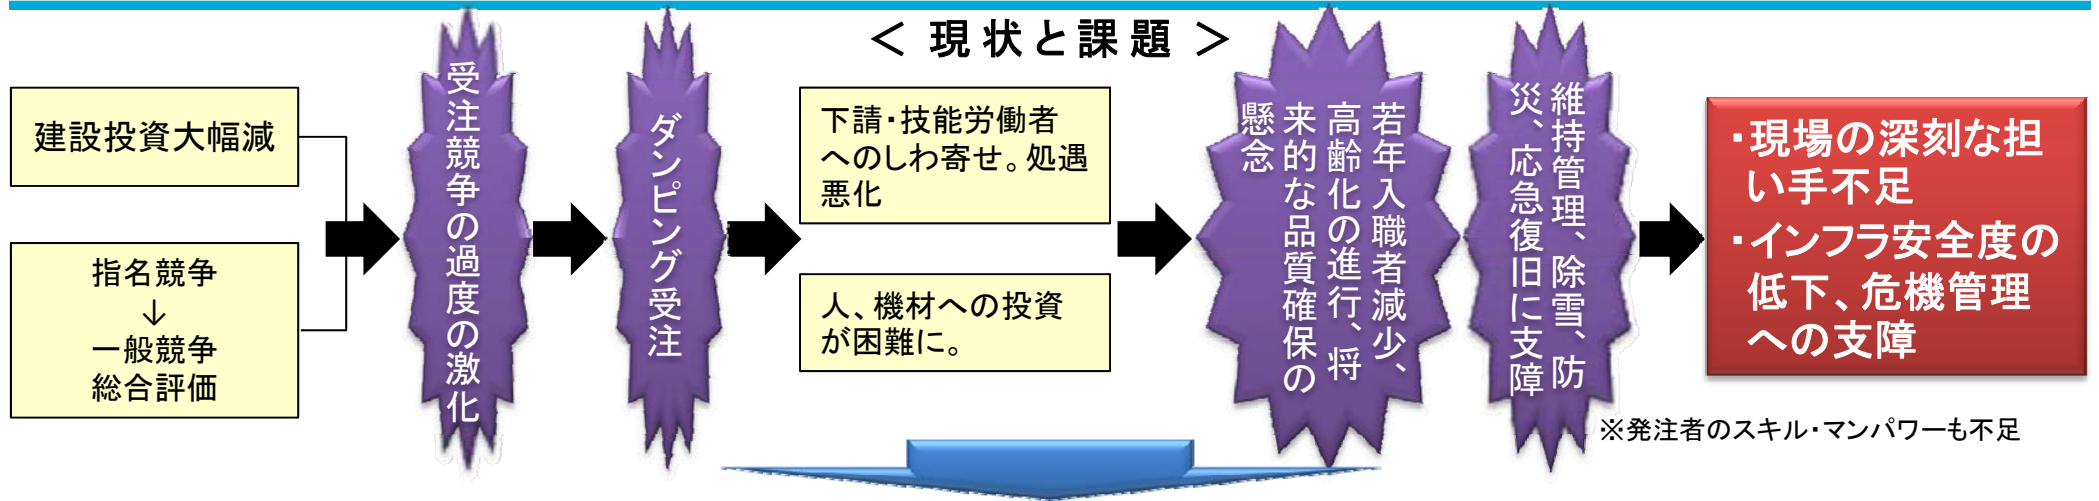 ＜ 現状と課題 ＞
建設投資大幅減
指名競争
↓
一般競争
総合評価
受注競争の過度の激化
ダンピング受注
下請・技能労働者
へのしわ寄せ。処遇
悪化
人、機材への投資
が困難に。
若年入職者減少、
高齢化の進行、将
来的な品質確保の
懸念
維持管理、除雪、防
災、応急復旧に支障
・現場の深刻な担
い手不足
・インフラ安全度の
低下、危機管理
への支障
※発注者のスキル・マンパワーも不足